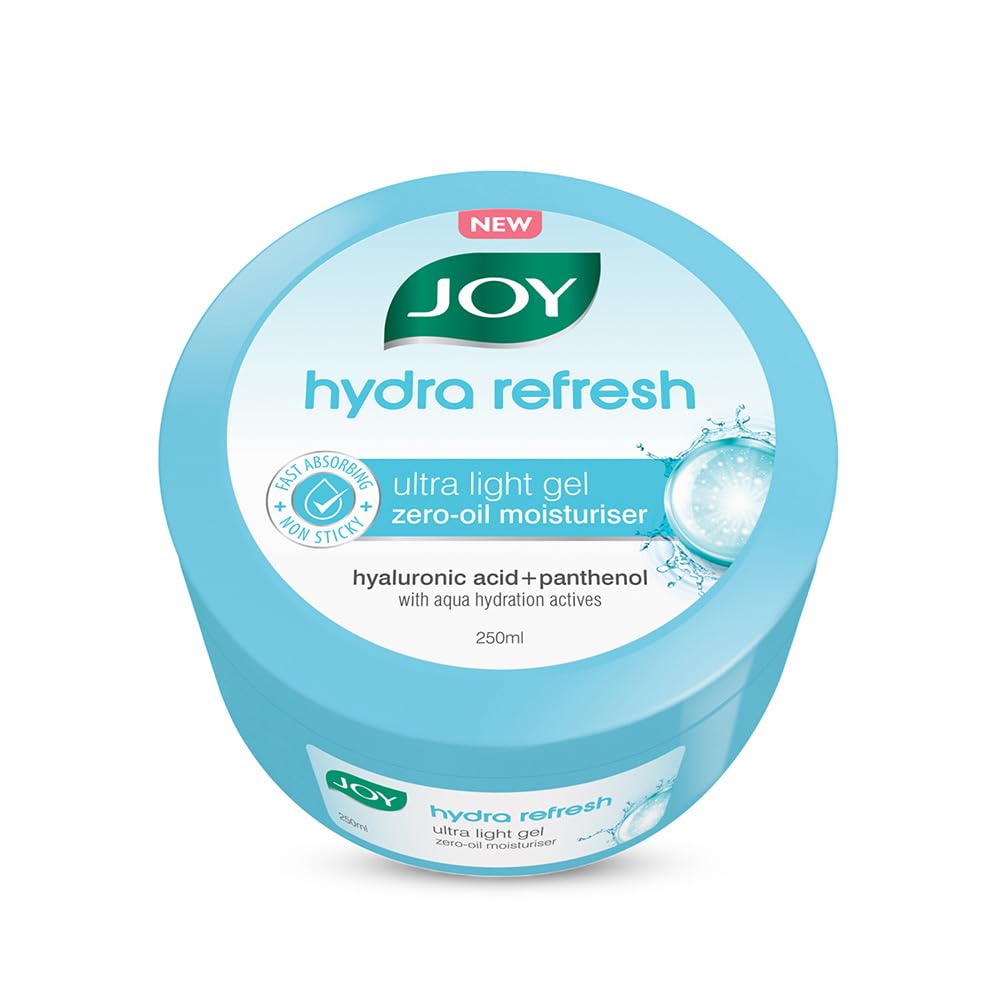 NEW
JOY
hydra refresh
+ FAST ABSORBING +
NON STICKY
ultra light gel
zero-oil moisturiser
hyaluronic acid+panthenol
with aqua hydration actives
250ml
JOY
250ml
hydra refresh
ultra light gel
zero-oil moisturiser